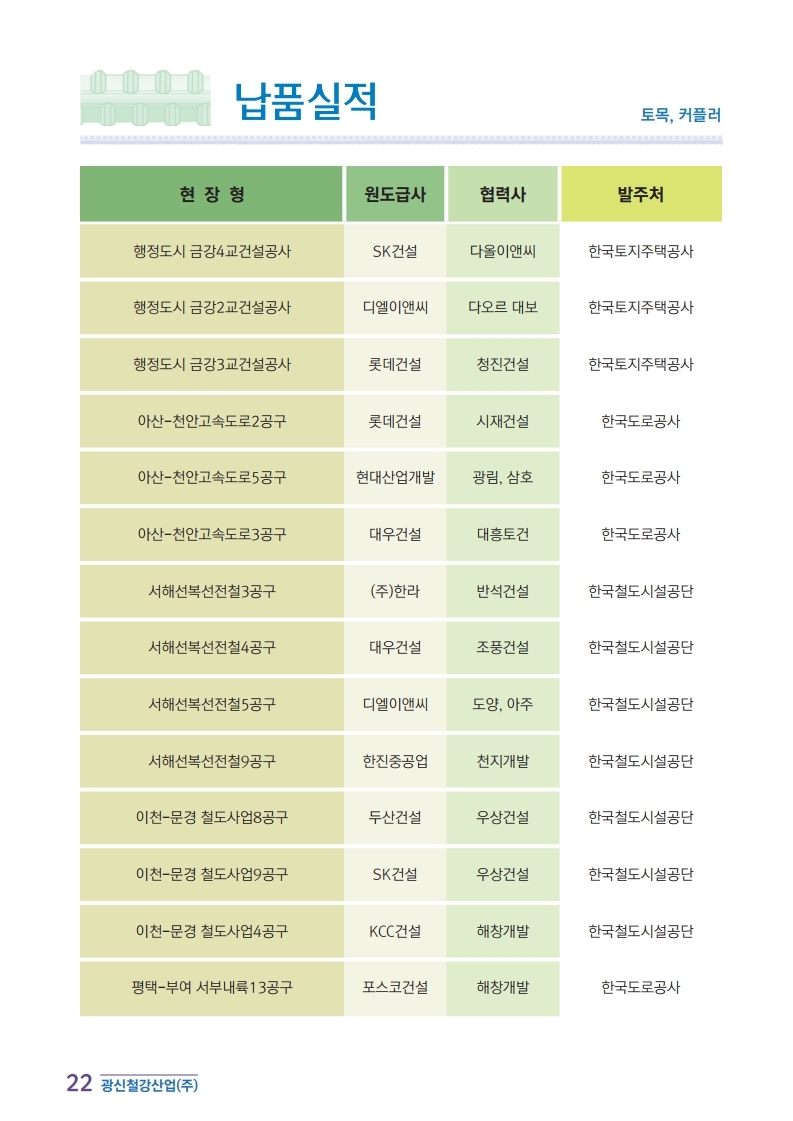 납품실적
토목, 커플러
현 장 형 원도급사 협력사 발주처
행정도시 금강4교건설공사 SK건설 다올이앤씨 한국토지주택공사
행정도시 금강2교건설공사 디엘이앤씨 다오르 대보 한국토지주택공사
행정도시 금강3교건설공사 롯데건설 청진건설 한국토지주택공사
아산-천안고속도로2공구 롯데건설 시재건설 한국도로공사
아산-천안고속도로5공구 현대산업개발 광림, 삼호 한국도로공사
아산-천안고속도로3공구 대우건설 대흥토건 한국도로공사
서해선복선전철3공구 (주)한라 반석건설 한국철도시설공단
서해선복선전철4공구 대우건설 조풍건설 한국철도시설공단
서해선복선전철5공구 디엘이앤씨 도양, 아주 한국철도시설공단
서해선복선전철9공구 한진중공업 천지개발 한국철도시설공단
이천-문경 철도사업8공구 두산건설 우상건설 한국철도시설공단
이천-문경 철도사업9공구 SK건설 우상건설 한국철도시설공단
이천-문경 철도사업4공구 KCC건설 해창개발 한국철도시설공단
평택-부여 서부내륙13공구 포스코건설 해창개발 한국도로공사
22 광신철강산업(주)